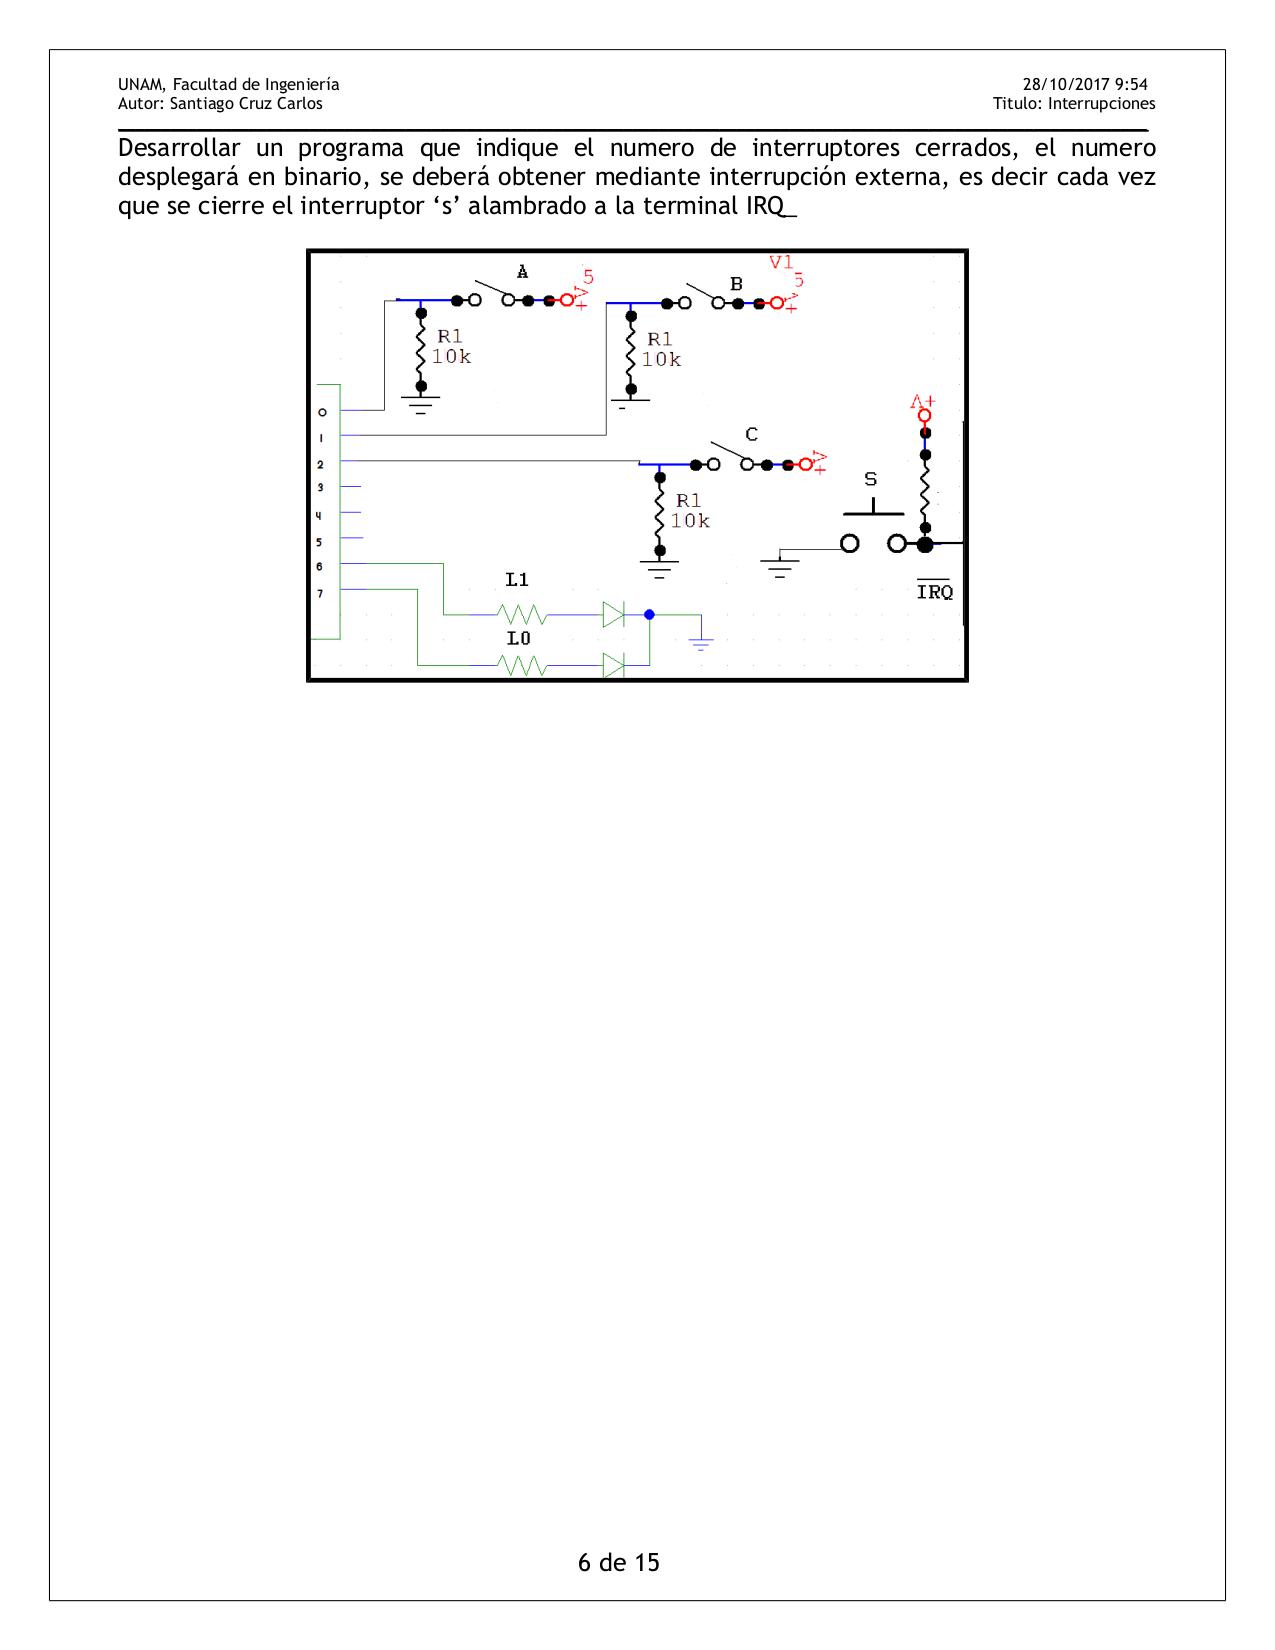 UNAM, Facultad de Ingeniería 28/10/2017 9:54
Autor: Santiago Cruz Carlos Titulo: Interrupciones
Desarrollar un programa que indique el numero de interruptores cerrados, el numero
desplegará en binario, se deberá obtener mediante interrupción externa, es decir cada vez
que se cierre el interruptor ‘s’ alambrado a la terminal IRQ_
A
5
+V
V1
B
5
+V
R1
10k
R1
10k
0
1
2
3
4
5
6
7
C
+V
R1
10k
V+
S
IRQ
L1
L0
6 de 15